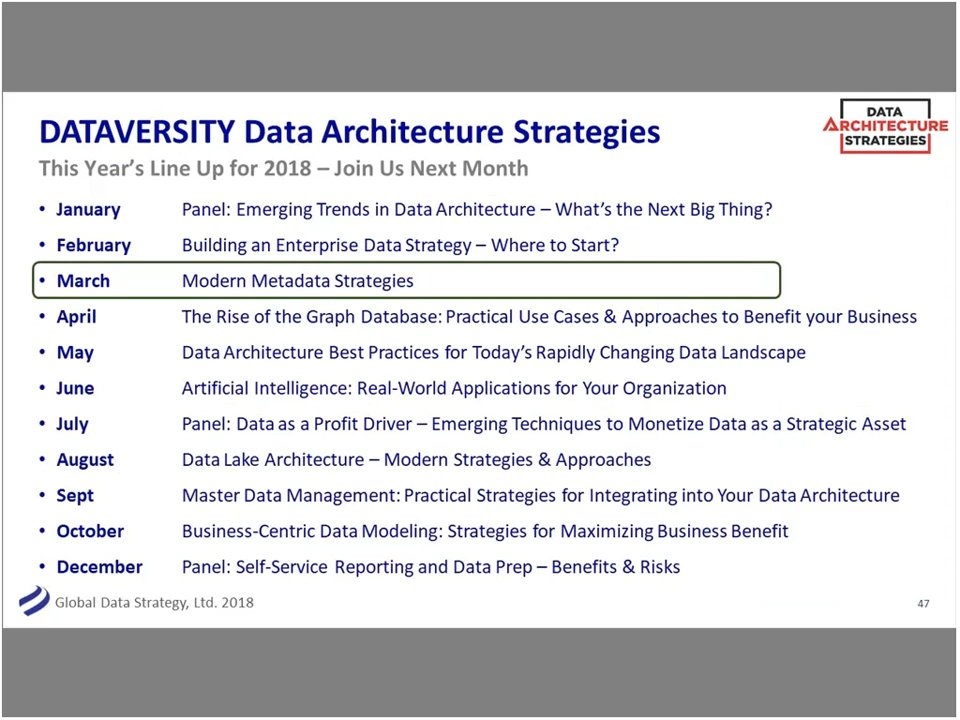 DATAVERSITY Data Architecture Strategies
DATA
ARCHITECTURE
STRATEGIES
This Year’s Line Up for 2018 – Join Us Next Month
• January Panel: Emerging Trends in Data Architecture – What’s the Next Big Thing?
• February Building an Enterprise Data Strategy – Where to Start?
• March Modern Metadata Strategies
• April The Rise of the Graph Database: Practical Use Cases & Approaches to Benefit your Business
• May Data Architecture Best Practices for Today’s Rapidly Changing Data Landscape
• June Artificial Intelligence: Real-World Applications for Your Organization
• July Panel: Data as a Profit Driver – Emerging Techniques to Monetize Data as a Strategic Asset
• August Data Lake Architecture – Modern Strategies & Approaches
• Sept Master Data Management: Practical Strategies for Integrating into Your Data Architecture
• October Business-Centric Data Modeling: Strategies for Maximizing Business Benefit
• December Panel: Self-Service Reporting and Data Prep – Benefits & Risks
Global Data Strategy, Ltd. 2018
47